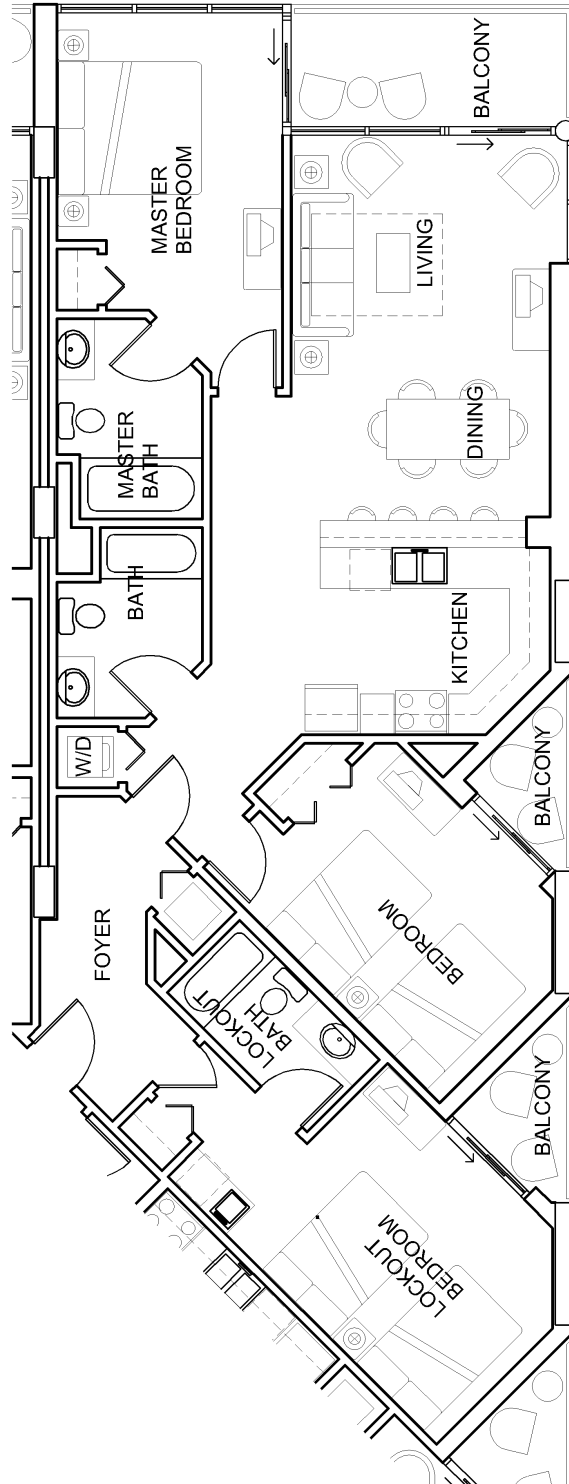 BALCONY
MASTER
BEDROOM
LIVING
DINING
MASTER
BATH
BATH
KITCHEN
W/D
BALCONY
FOYER
BEDROOM
LOCKOUT
BATH
BALCONY
LOCKOUT
BEDROOM